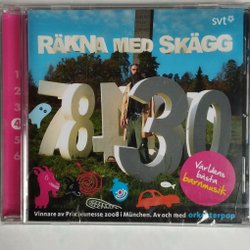 svt
RÄKNA MED SKÄGG
1
2
3
4
5
6
78130
Världens
bästa
barnmusik
Vinnare av Prix Jeunesse 2008 i München. Av och med orkesterpop